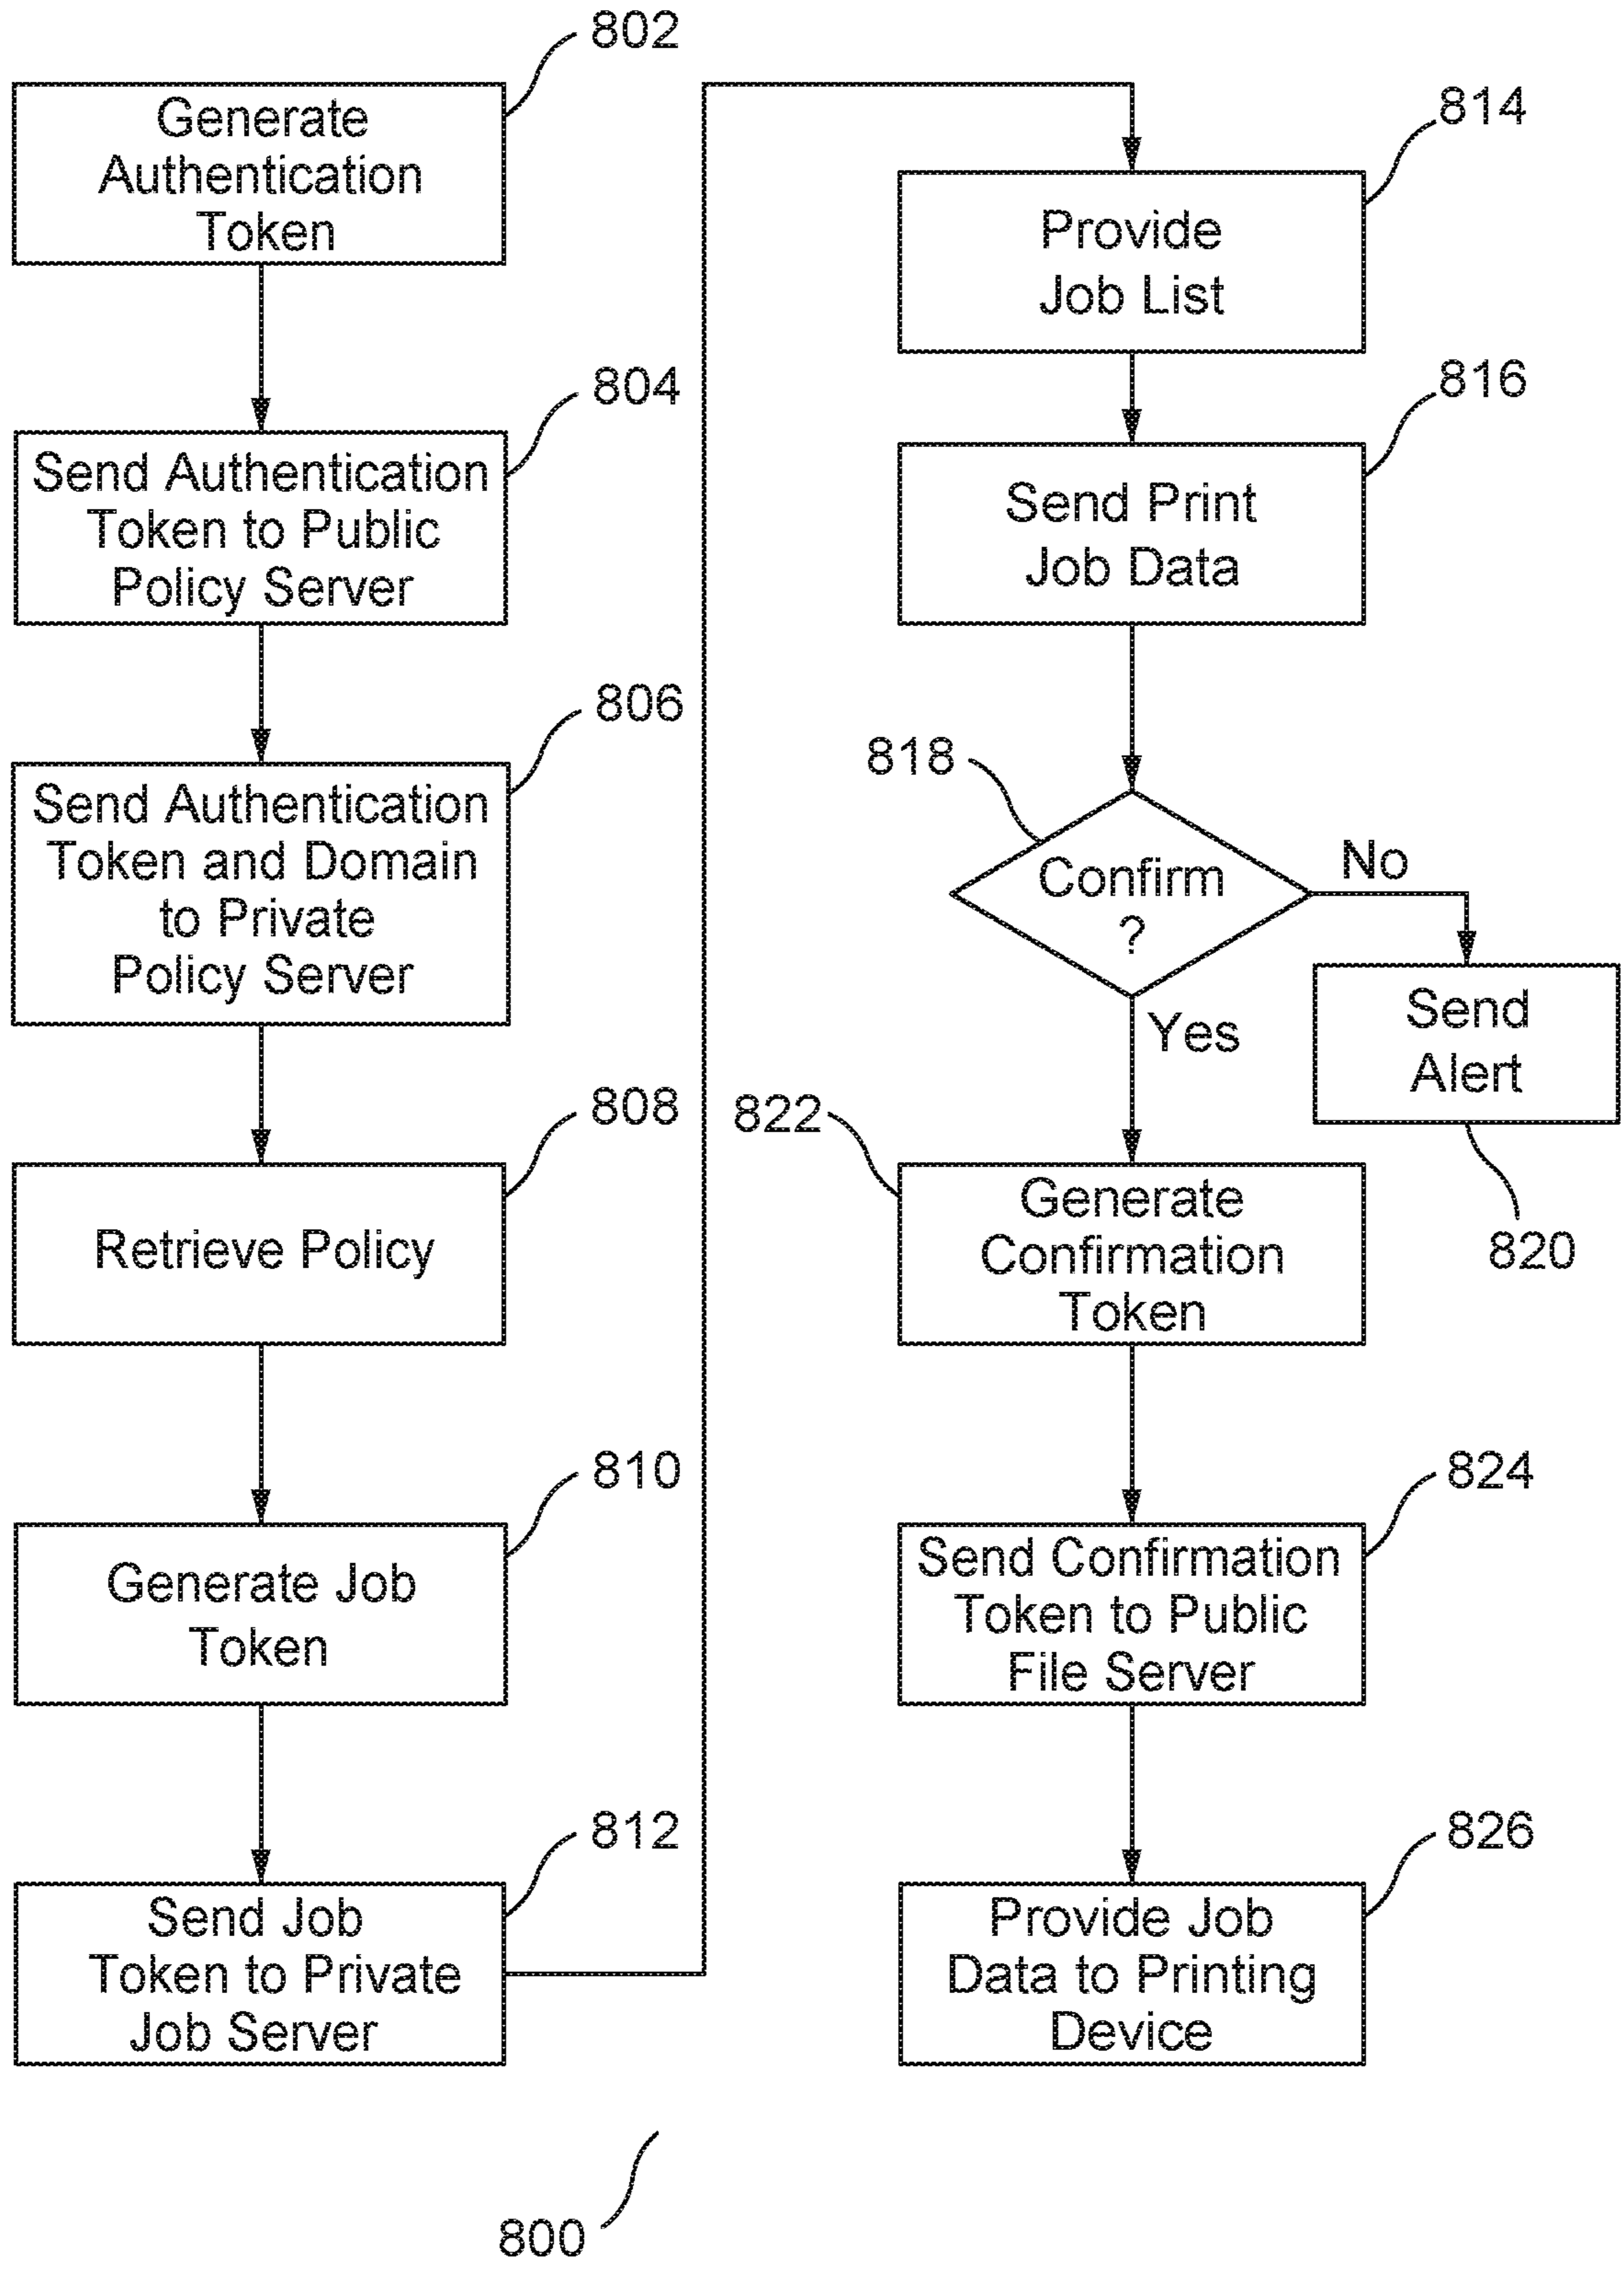 802
Generate
Authentication
Token
804
Send Authentication
Token to Public
Policy Server
806
Send Authentication
Token and Domain
to Private
Policy Server
808
Retrieve Policy
810
Generate Job
Token
812
Send Job
Token to Private
Job Server
814
Provide
Job List
816
Send Print
Job Data
818
Confirm
?
No
Send
Alert
820
Yes
822
Generate
Confirmation
Token
824
Send Confirmation
Token to Public
File Server
826
Provide Job
Data to Printing
Device
800